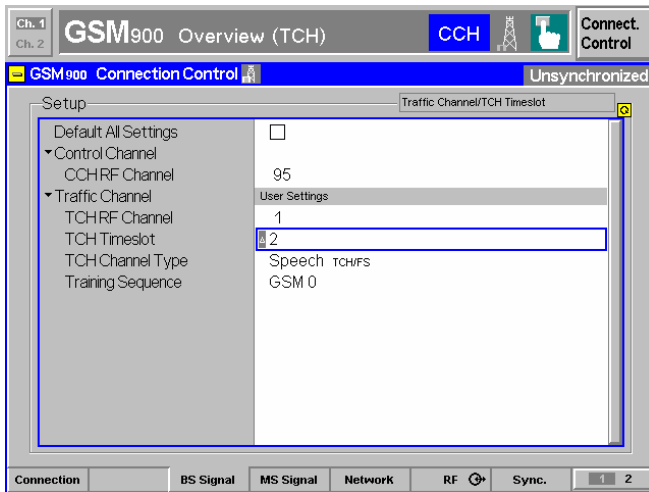 Ch. 1
Ch. 2
GSM900 Overview (TCH)
CCH
Connect.
Control
GSM900 Connection Control
Unsynchronized
Setup
Traffic Channel/TCH Timeslot
Default All Settings
Control Channel
CCH RF Channel 95
Traffic Channel User Settings
TCH RF Channel 1
TCH Timeslot 2
TCH Channel Type Speech TCH/FS
Training Sequence GSM 0
Connection BS Signal MS Signal Network RF Sync. 1 2